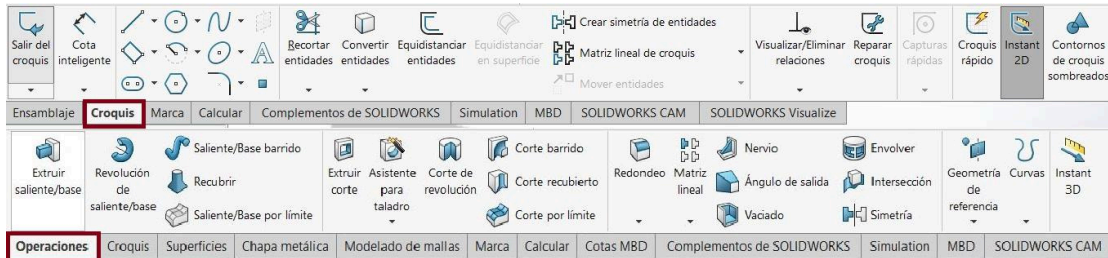 Salir del croquis
Cota inteligente
Recortar entidades
Convertir entidades
Equidistanciar entidades
Equidistanciar en superficie
Crear simetría de entidades
Matriz lineal de croquis
Mover entidades
Visualizar/Eliminar relaciones
Reparar croquis
Capturas rápidas
Croquis rápido
Instant 2D
Contornos de croquis sombreados
Ensamblaje Croquis Marca Calcular Complementos de SOLIDWORKS Simulation MBD SOLIDWORKS CAM SOLIDWORKS Visualize
Extruir saliente/base
Revolución de saliente/base
Saliente/Base barrido
Recubrir
Saliente/Base por límite
Extruir corte
Asistente para taladro
Corte de revolución
Corte barrido
Corte recubierto
Corte por límite
Redondeo
Matriz lineal
Nervio
Ángulo de salida
Vaciado
Envolver
Intersección
Simetría
Geometría de referencia
Curvas
Instant 3D
Operaciones Croquis Superficies Chapa metálica Modelado de mallas Marca Calcular Cotas MBD Complementos de SOLIDWORKS Simulation MBD SOLIDWORKS CAM